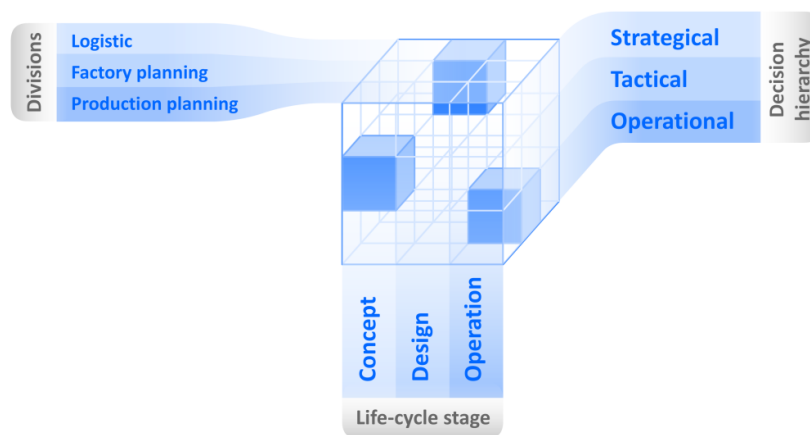 Divisions
Logistic
Factory planning
Production planning
Strategical
Tactical
Operational
Decision
hierarchy
Concept
Design
Operation
Life-cycle stage